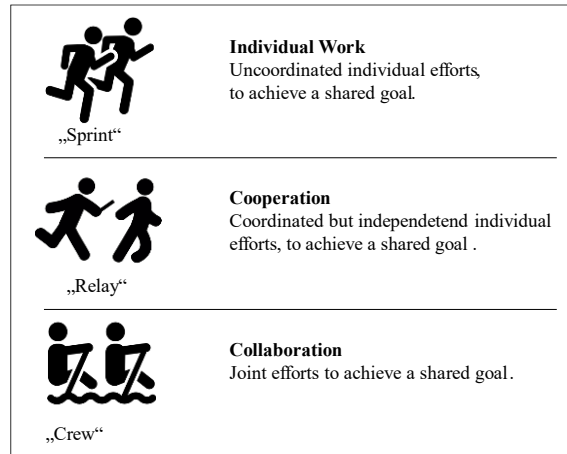 Individual Work
Uncoordinated individual efforts,
to achieve a shared goal.
„Sprint“
Cooperation
Coordinated but independetend individual
efforts, to achieve a shared goal .
„Relay“
Collaboration
Joint efforts to achieve a shared goal.
„Crew“